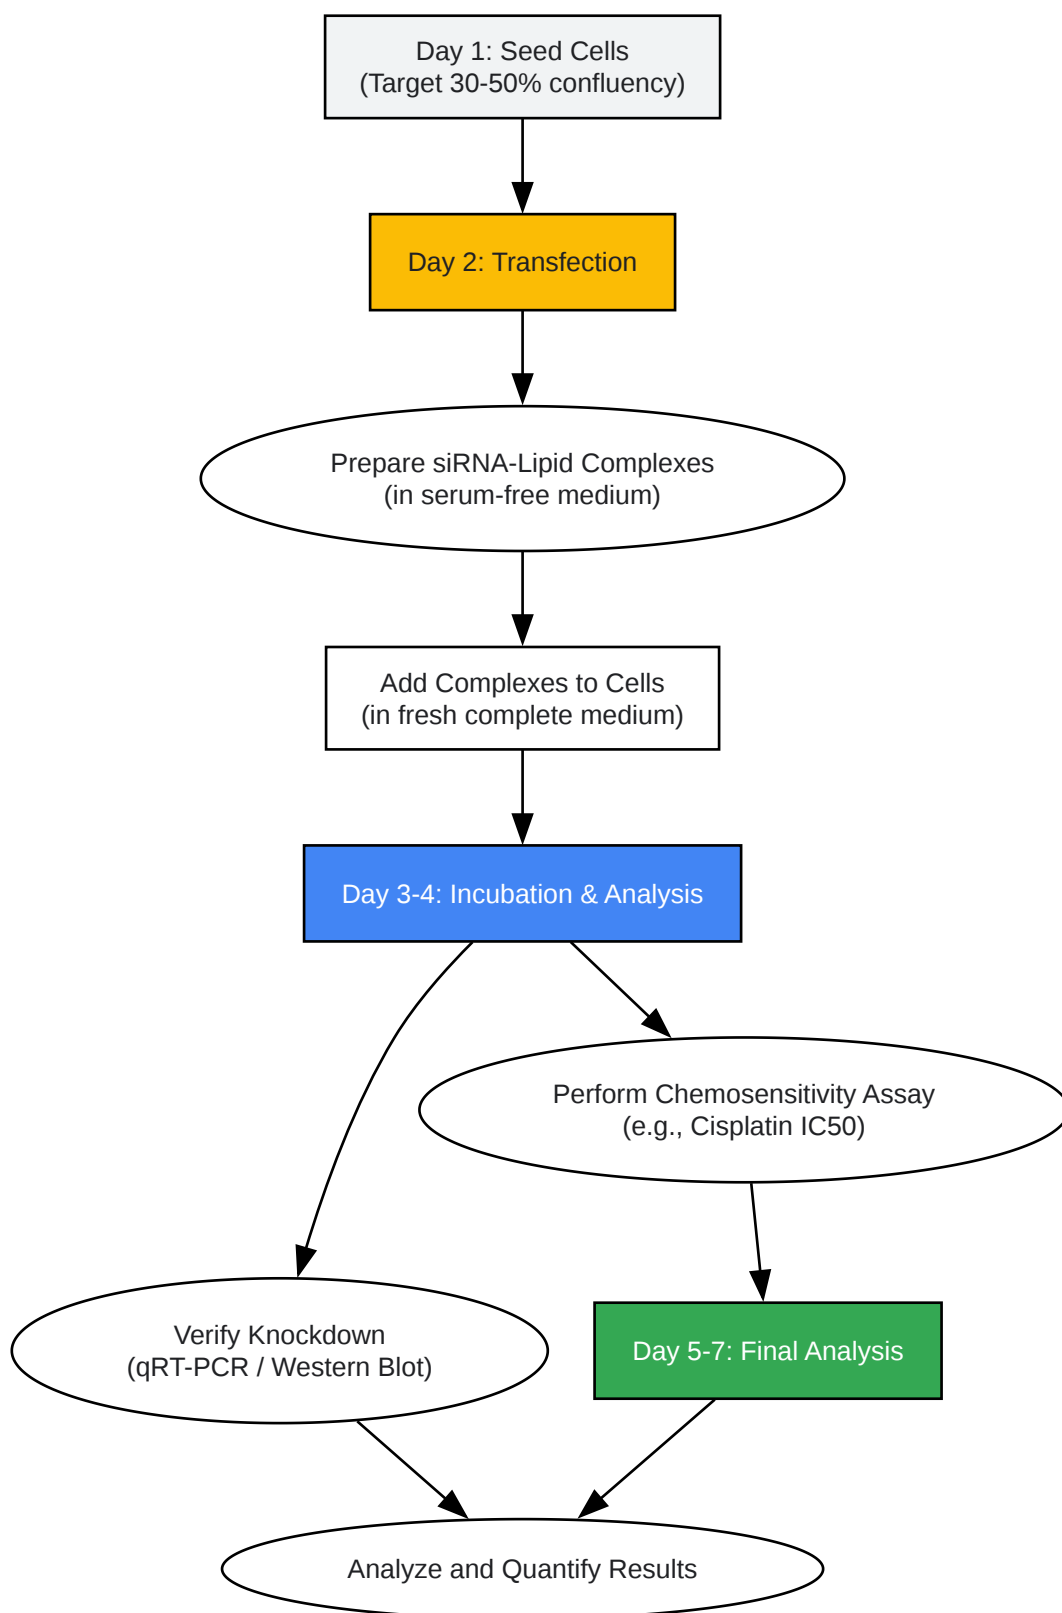 Day 1: Seed Cells
(Target 30-50% confluency)
Day 2: Transfection
Prepare siRNA-Lipid Complexes
(in serum-free medium)
Add Complexes to Cells
(in fresh complete medium)
Day 3-4: Incubation & Analysis
Perform Chemosensitivity Assay
(e.g., Cisplatin IC50)
Verify Knockdown
(qRT-PCR / Western Blot)
Day 5-7: Final Analysis
Analyze and Quantify Results